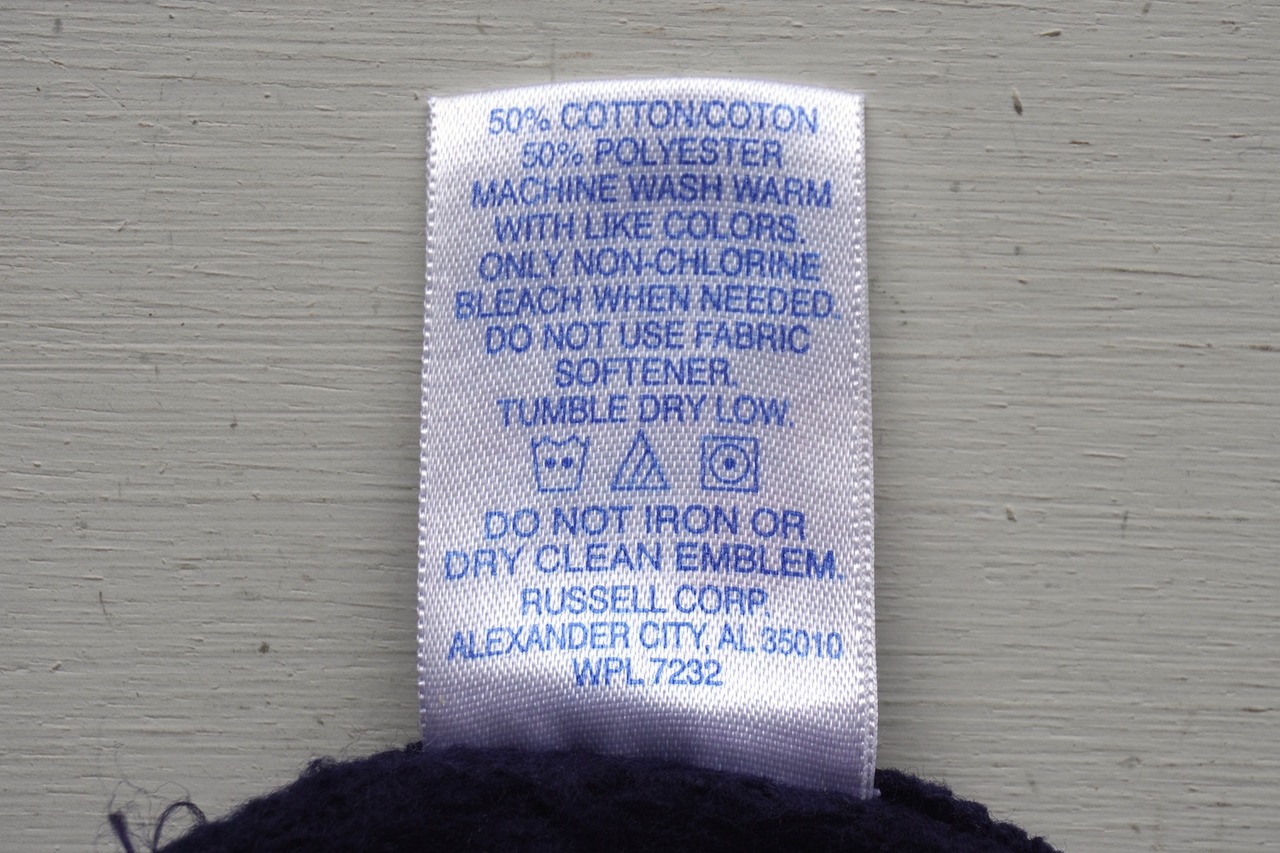 50% COTTON/COTON
50% POLYESTER
MACHINE WASH WARM
WITH LIKE COLORS.
ONLY NON-CHLORINE
BLEACH WHEN NEEDED.
DO NOT USE FABRIC
SOFTENER.
TUMBLE DRY LOW.
DO NOT IRON OR
DRY CLEAN EMBLEM.
RUSSELL CORP.
ALEXANDER CITY, AL 35010
WPL 7232